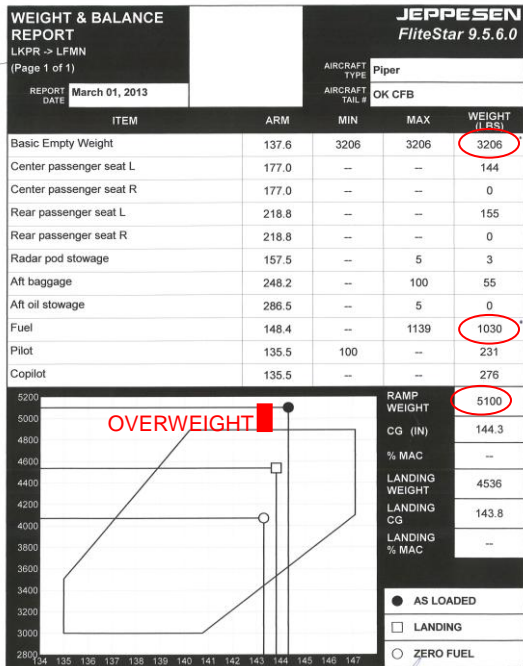 WEIGHT & BALANCE
REPORT
LKPR -> LFMN
(Page 1 of 1)
JEPPESEN
FliteStar 9.5.6.0
REPORT DATE March 01, 2013
AIRCRAFT TYPE Piper
AIRCRAFT TAIL # OK CFB
ITEM ARM MIN MAX WEIGHT (LBS)
Basic Empty Weight 137.6 3206 3206 3206
Center passenger seat L 177.0 -- -- 144
Center passenger seat R 177.0 -- -- 0
Rear passenger seat L 218.8 -- -- 155
Rear passenger seat R 218.8 -- -- 0
Radar pod stowage 157.5 -- 5 3
Aft baggage 248.2 -- 100 55
Aft oil stowage 286.5 -- 5 0
Fuel 148.4 -- 1139 1030
Pilot 135.5 100 -- 231
Copilot 135.5 -- -- 276
RAMP WEIGHT 5100
CG (IN) 144.3
% MAC --
LANDING WEIGHT 4536
LANDING CG 143.8
LANDING % MAC --
AS LOADED
LANDING
ZERO FUEL
OVERWEIGHT
5200
5000
4800
4600
4400
4200
4000
3800
3600
3400
3200
3000
2800
134 135 136 137 138 139 140 141 142 143 144 145 146 147